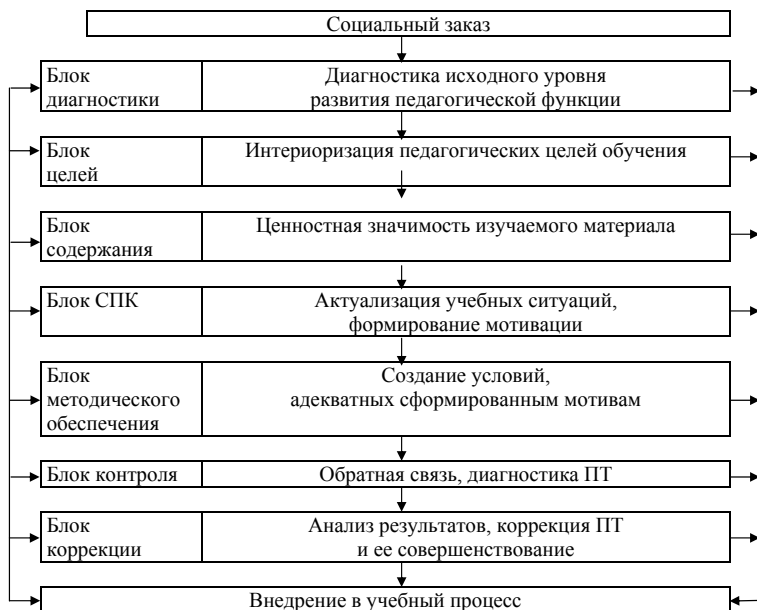 Социальный заказ
Блок
диагностики
Диагностика исходного уровня
развития педагогической функции
Блок
целей
Интериоризация педагогических целей обучения
Блок
содержания
Ценностная значимость изучаемого материала
Блок СПК
Актуализация учебных ситуаций,
формирование мотивации
Блок
методического
обеспечения
Создание условий,
адекватных сформированным мотивам
Блок контроля
Обратная связь, диагностика ПТ
Блок
коррекции
Анализ результатов, коррекция ПТ
и ее совершенствование
Внедрение в учебный процесс